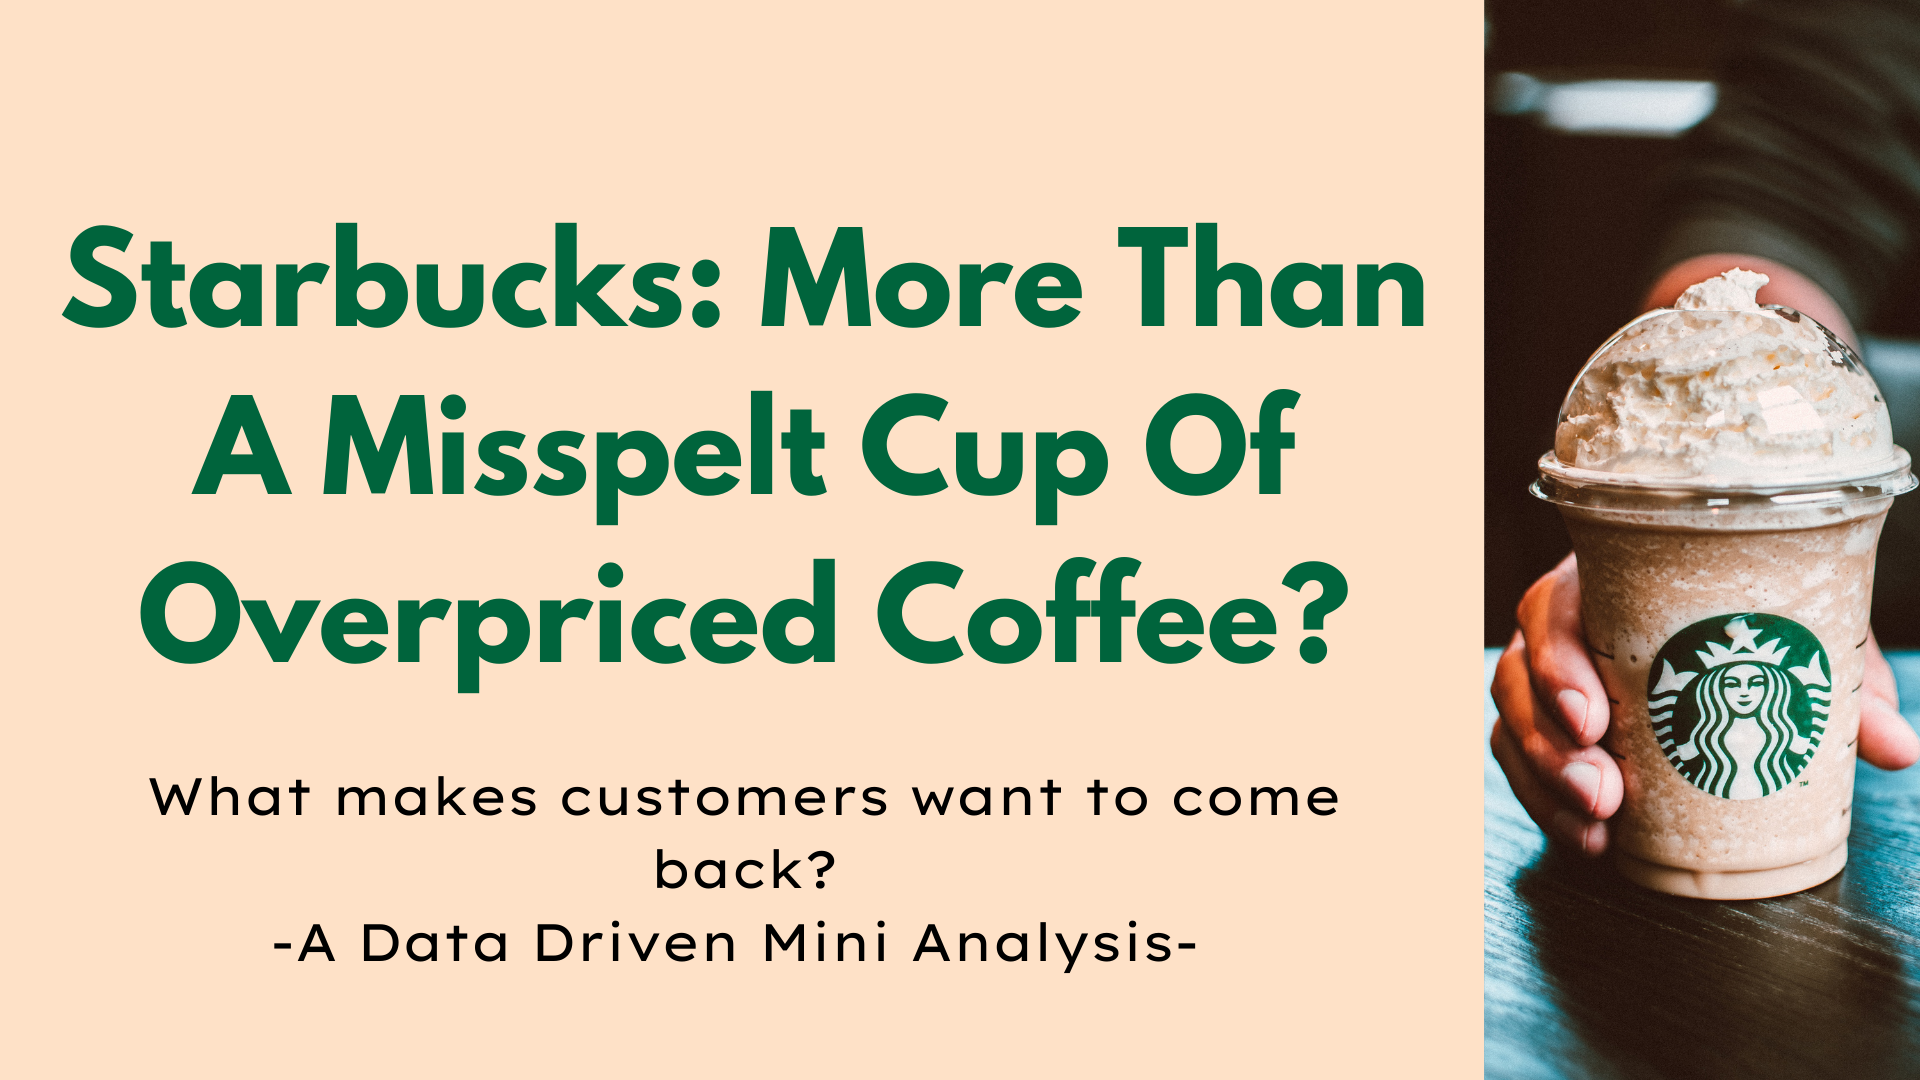 Starbucks: More Than
A Misspelt Cup Of
Overpriced Coffee?
What makes customers want to come
back?
-A Data Driven Mini Analysis-
TM